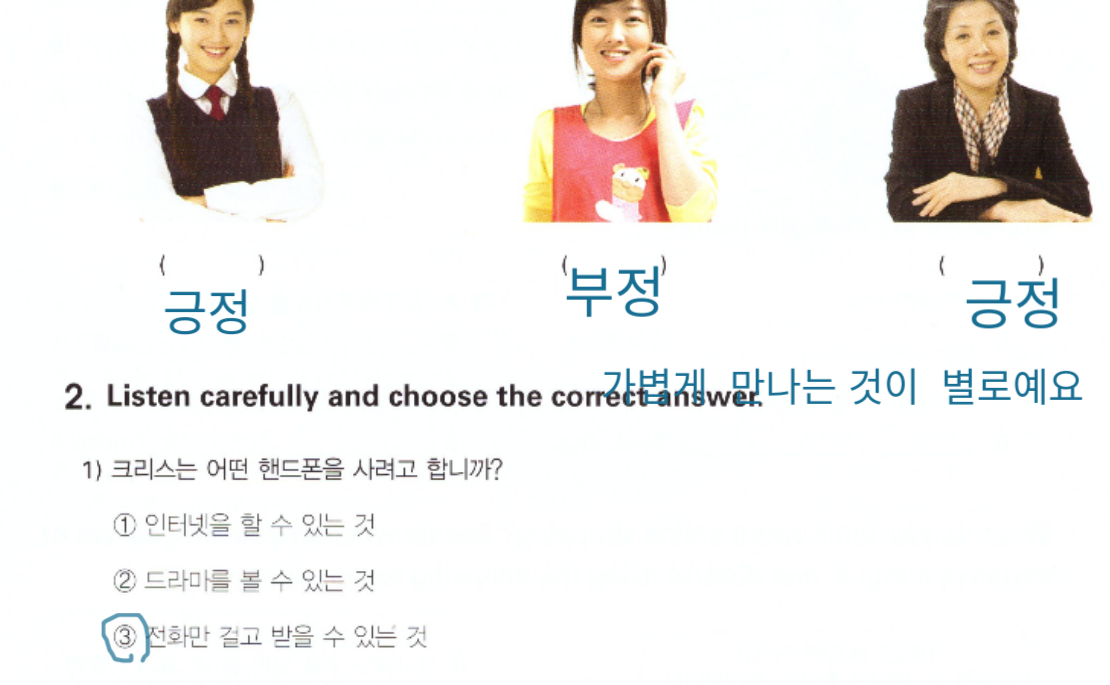 ( ) ( ) ( )
긍정 부정 긍정
가볍게 만나는 것이 별로예요
2. Listen carefully and choose the correct answer.
1) 크리스는 어떤 핸드폰을 사려고 합니까?
① 인터넷을 할 수 있는 것
② 드라마를 볼 수 있는 것
③ 전화만 걸고 받을 수 있는 것